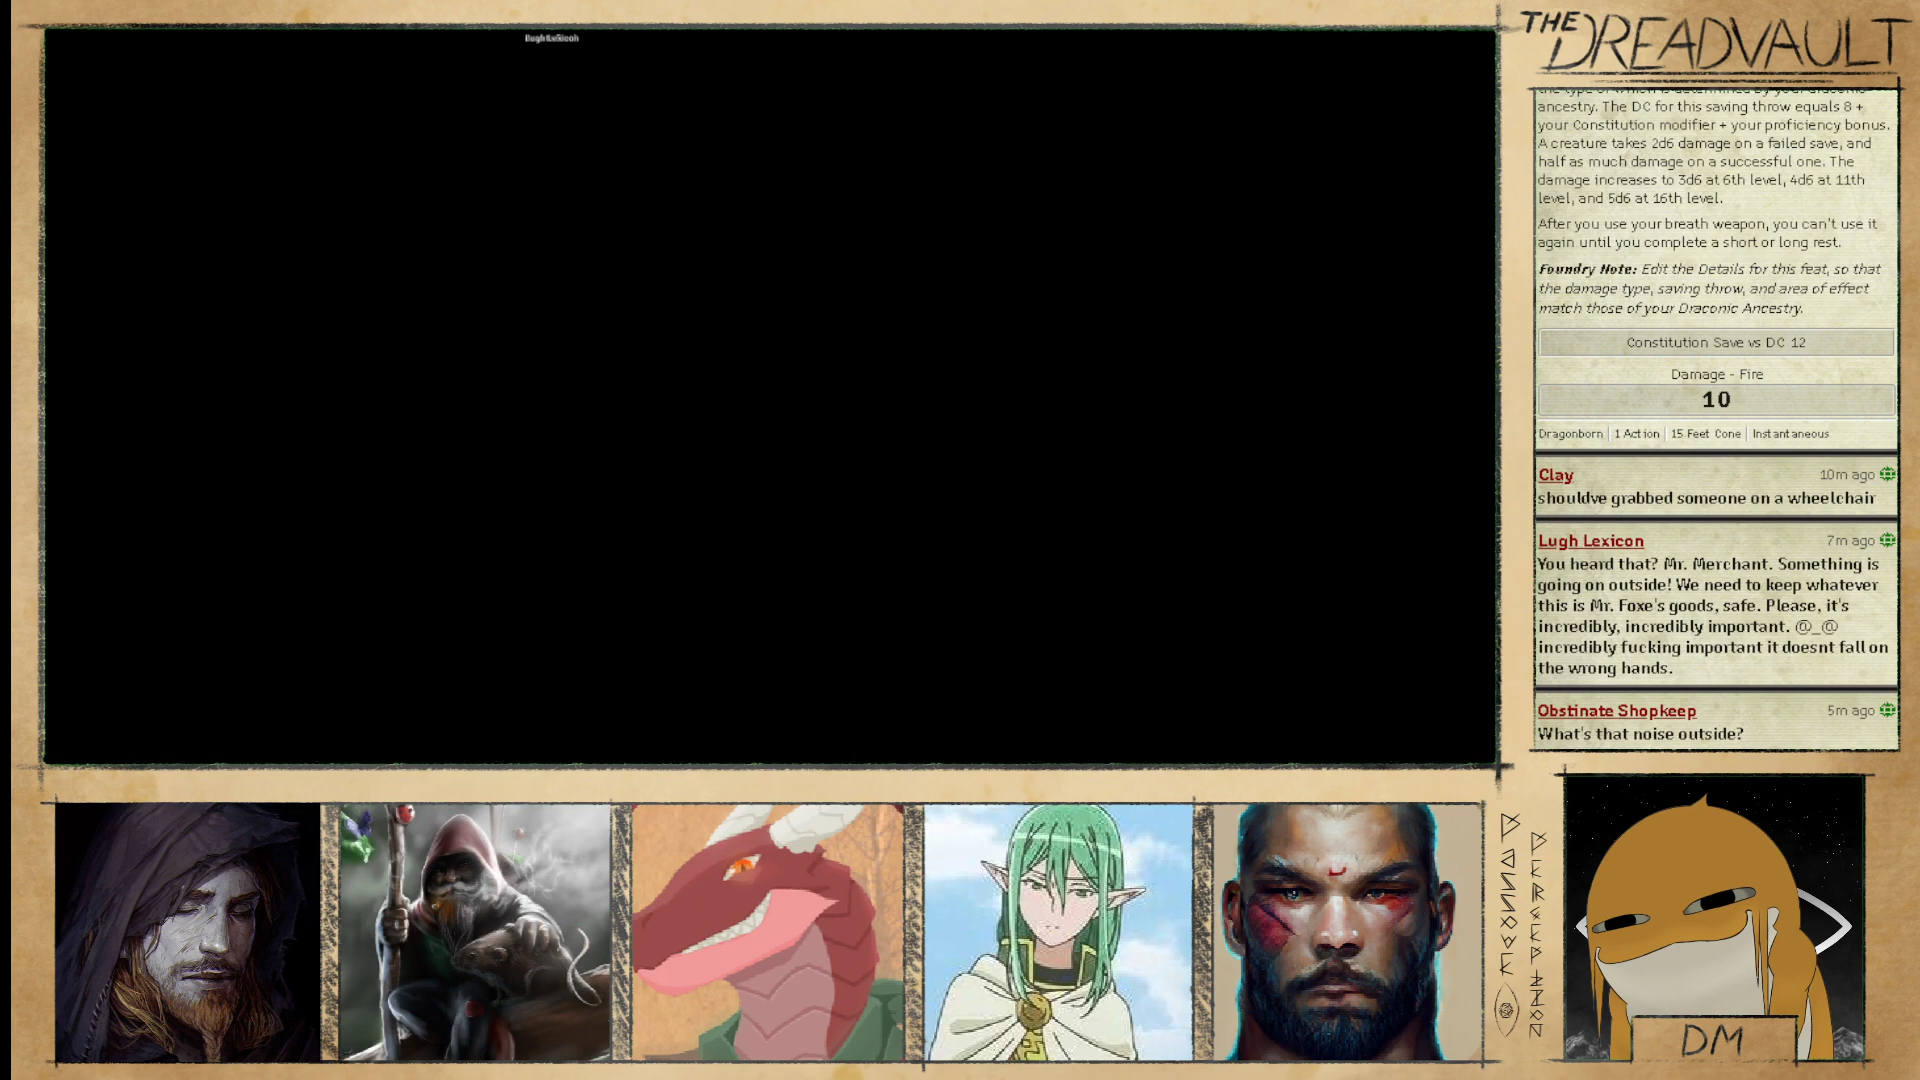 THE
DREADVAULT
ancestry. The DC for this saving throw equals 8 +
your Constitution modifier + your proficiency bonus.
A creature takes 2d6 damage on a failed save, and
half as much damage on a successful one. The
damage increases to 3d6 at 6th level, 4d6 at 11th
level, and 5d6 at 16th level.
After you use your breath weapon, you can't use it
again until you complete a short or long rest.
Foundry Note: Edit the Details for this feat, so that
the damage type, saving throw, and area of effect
match those of your Draconic Ancestry.
Constitution Save vs DC 12
Damage - Fire
10
Dragonborn | 1 Action | 15 Feet Cone | Instantaneous
Clay 10m ago
shouldve grabbed someone on a wheelchair
Lugh Lexicon 7m ago
You heard that? Mr. Merchant. Something is
going on outside! We need to keep whatever
this is Mr. Foxe's goods, safe. Please, it's
incredibly, incredibly important. @_@
incredibly fucking important it doesnt fall on
the wrong hands.
Obstinate Shopkeep 5m ago
What's that noise outside?
DM